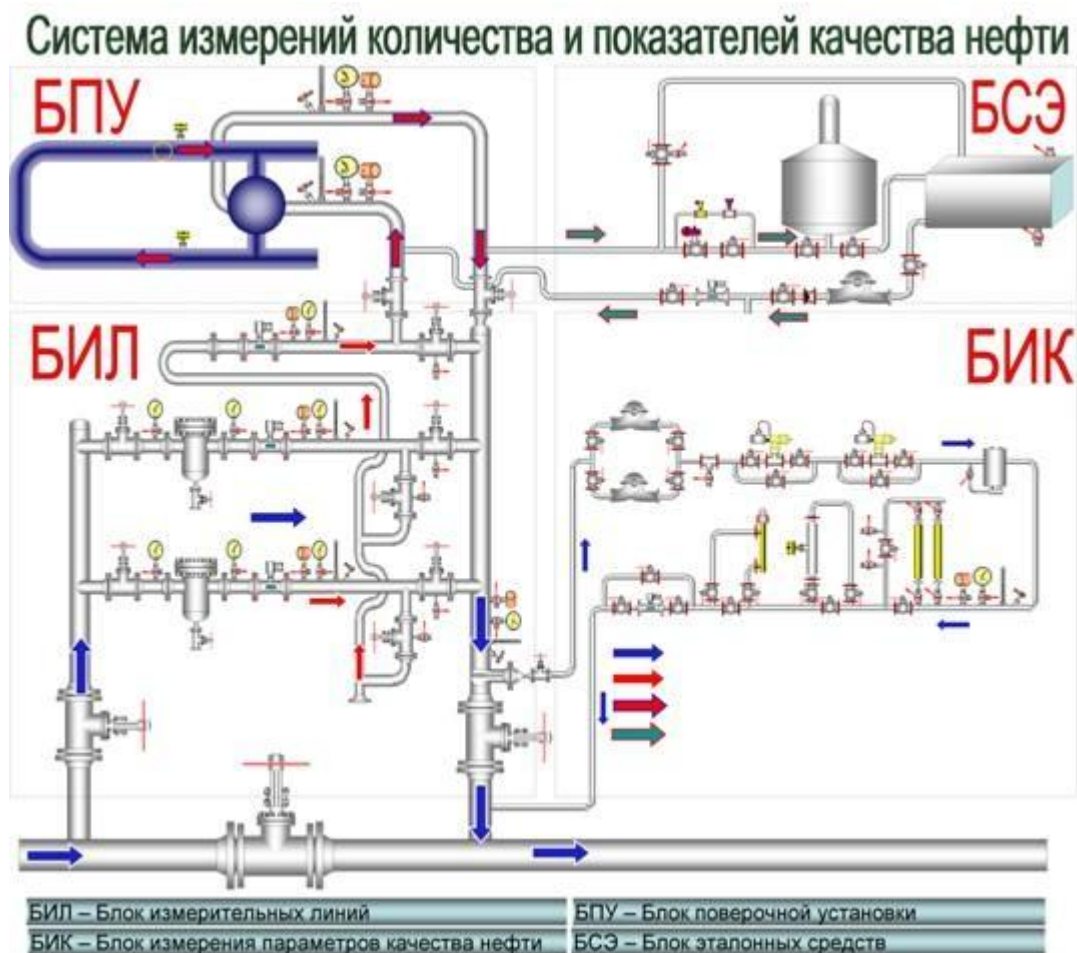 Система измерений количества и показателей качества нефти
БПУ
БСЭ
БИЛ
БИК
БИЛ – Блок измерительных линий
БПУ – Блок поверочной установки
БИК – Блок измерения параметров качества нефти
БСЭ – Блок эталонных средств